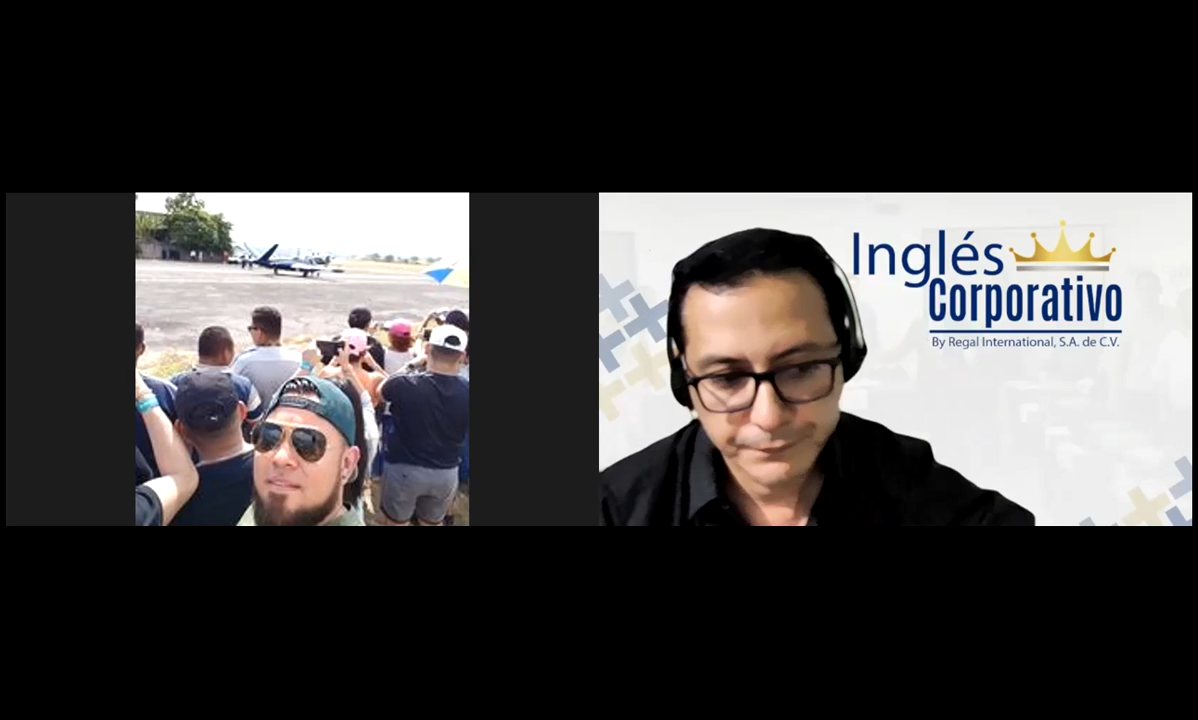 Inglés
Corporativo
By Regal International, S.A. de C.V.